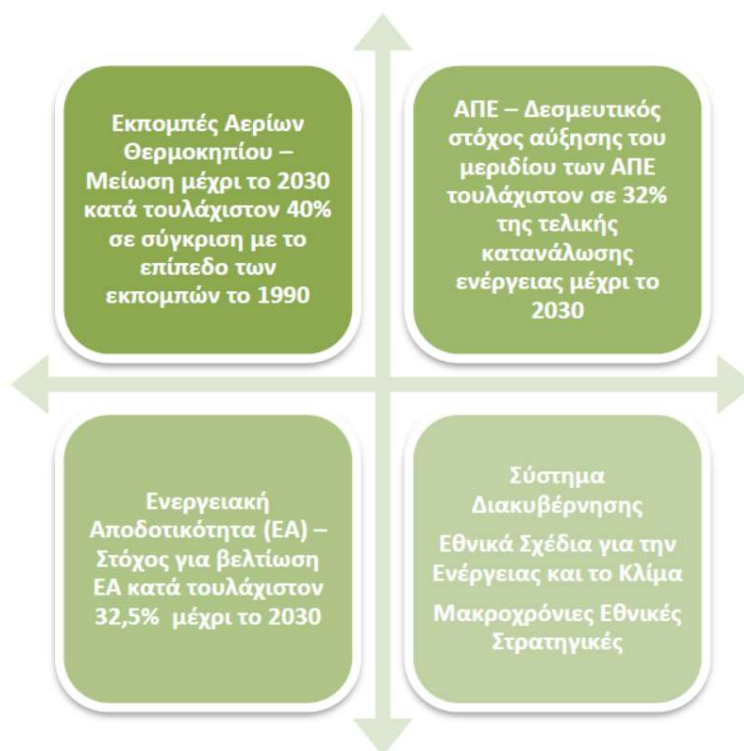 Εκπομπές Αερίων
Θερμοκηπίου –
Μείωση μέχρι το 2030
κατά τουλάχιστον 40%
σε σύγκριση με το
επίπεδο των
εκπομπών το 1990
ΑΠΕ – Δεσμευτικός
στόχος αύξησης του
μεριδίου των ΑΠΕ
τουλάχιστον σε 32%
της τελικής
κατανάλωσης
ενέργειας μέχρι το
2030
Ενεργειακή
Αποδοτικότητα (ΕΑ) –
Στόχος για βελτίωση
ΕΑ κατά τουλάχιστον
32,5% μέχρι το 2030
Σύστημα
Διακυβέρνησης
Εθνικά Σχέδια για την
Ενέργειας και το Κλίμα
Μακροχρόνιες Εθνικές
Στρατηγικές